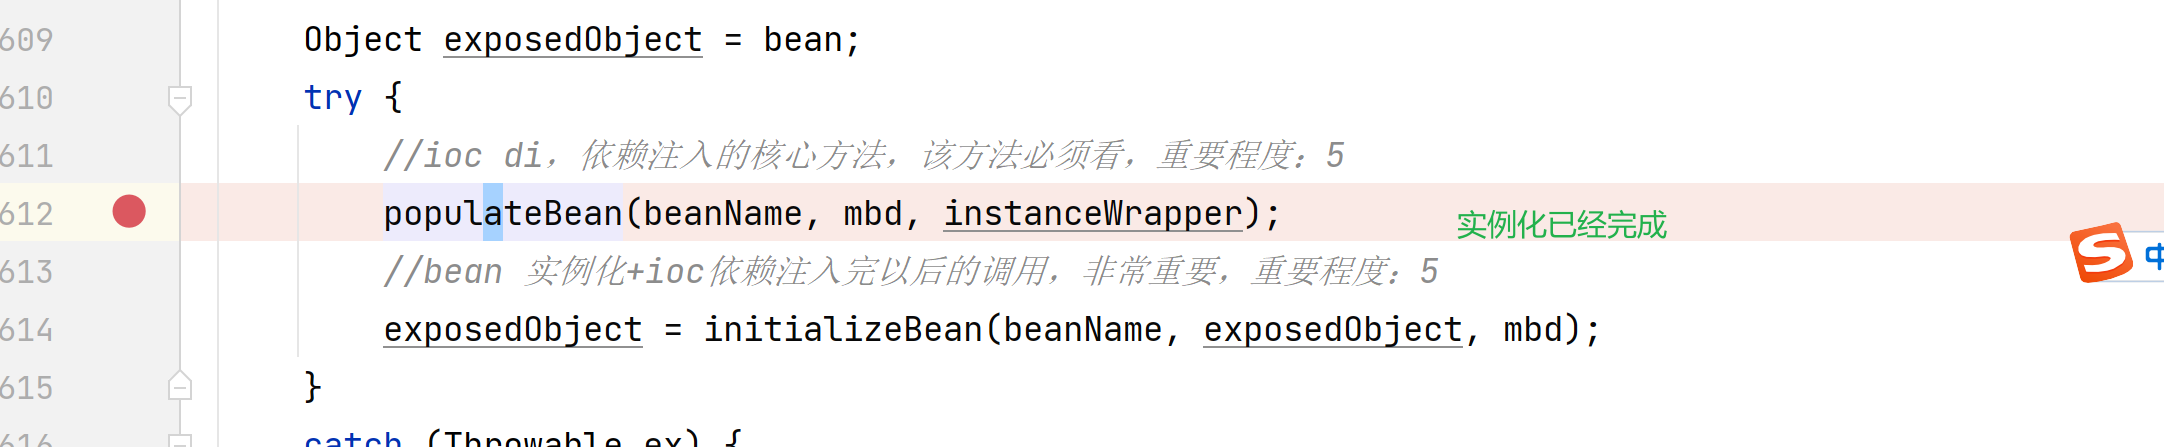 609 Object exposedObject = bean;
610 try {
611 //ioc di，依赖注入的核心方法，该方法必须看，重要程度：5
612 populateBean(beanName, mbd, instanceWrapper); 实例化已经完成
613 //bean 实例化+ioc依赖注入完以后的调用，非常重要，重要程度：5
614 exposedObject = initializeBean(beanName, exposedObject, mbd);
615 }
616 catch (Throwable ex) {
S 中